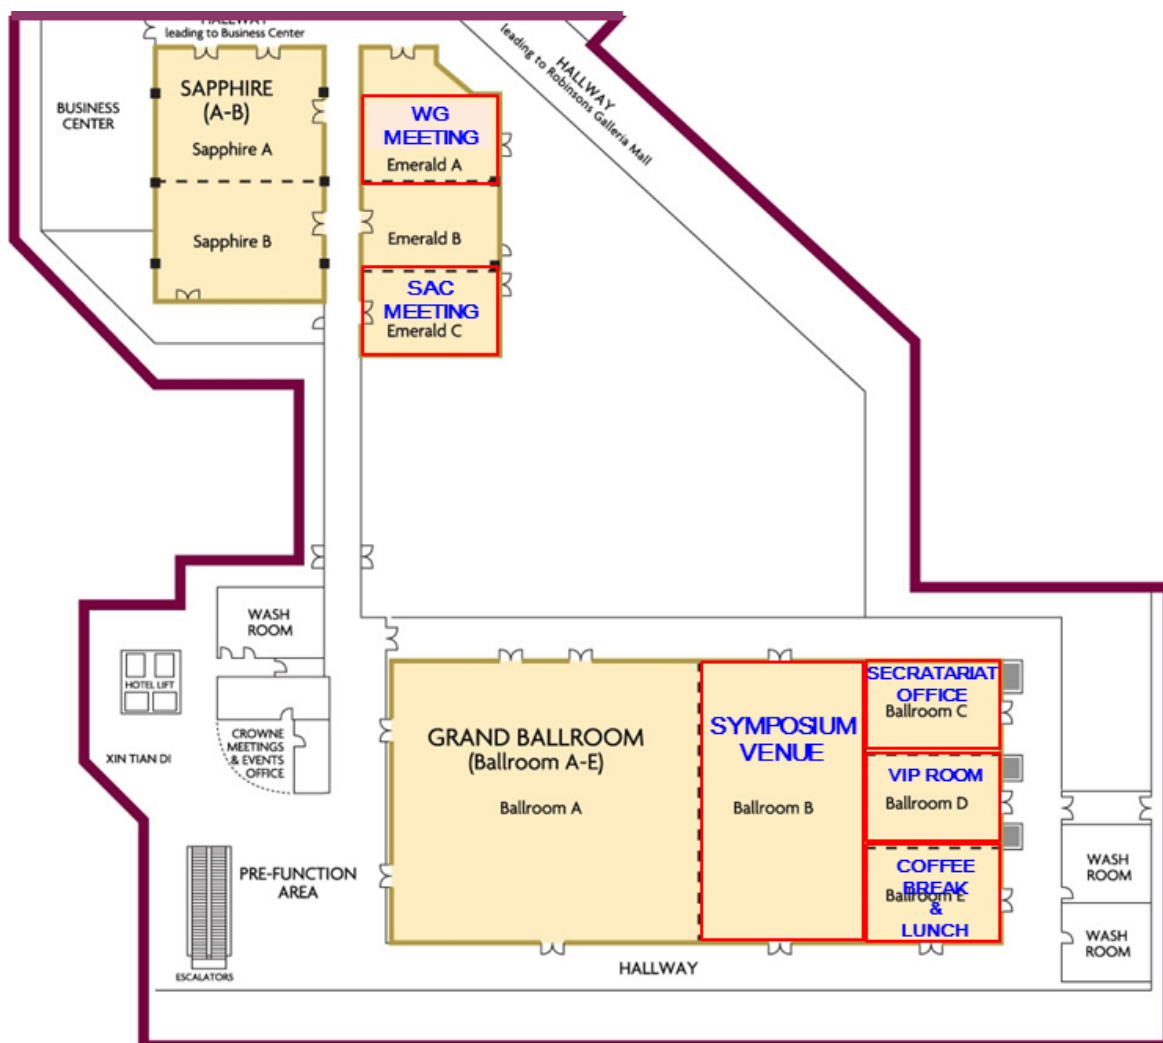 HALLWAY
leading to Business Center
HALLWAY
leading to Robinsons Galleria Mall
BUSINESS
CENTER
SAPPHIRE
(A-B)
Sapphire A
Sapphire B
WG
MEETING
Emerald A
Emerald B
SAC
MEETING
Emerald C
WASH
ROOM
HOTEL LIFT
XIN TIAN DI
CROWNE
MEETINGS
& EVENTS
OFFICE
PRE-FUNCTION
AREA
ESCALATORS
GRAND BALLROOM
(Ballroom A-E)
Ballroom A
SYMPOSIUM
VENUE
Ballroom B
SECRATARIAT
OFFICE
Ballroom C
VIP ROOM
Ballroom D
COFFEE
BREAK
Ballroom E
&
LUNCH
WASH
ROOM
WASH
ROOM
HALLWAY